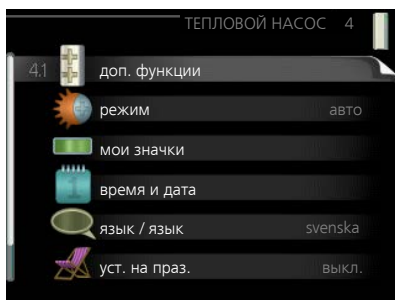 ТЕПЛОВОЙ НАСОС 4
4.1 доп. функции
режим авто
мои значки
время и дата
язык / язык svenska
уст. на праз. выкл.